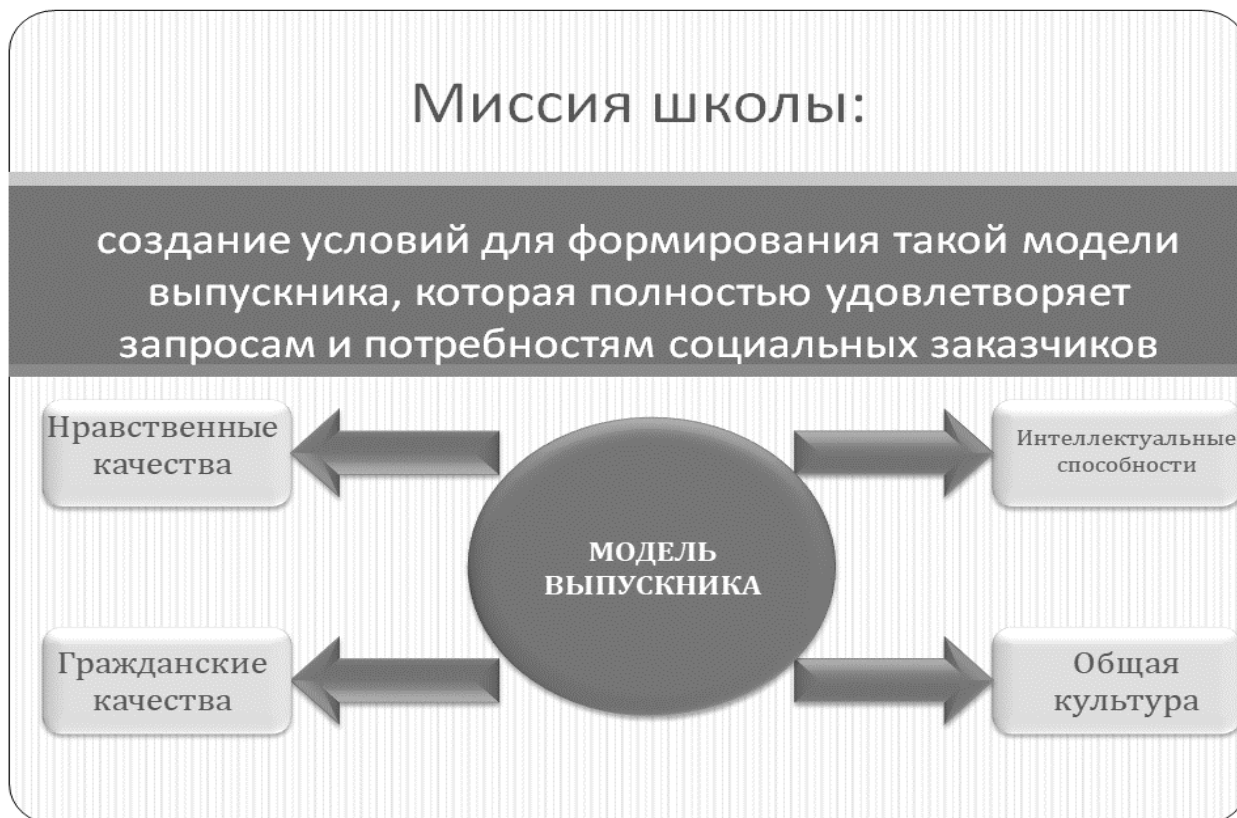 Миссия школы:
создание условий для формирования такой модели
выпускника, которая полностью удовлетворяет
запросам и потребностям социальных заказчиков
Нравственные
качества
Интеллектуальные
способности
МОДЕЛЬ
ВЫПУСКНИКА
Гражданские
качества
Общая
культура